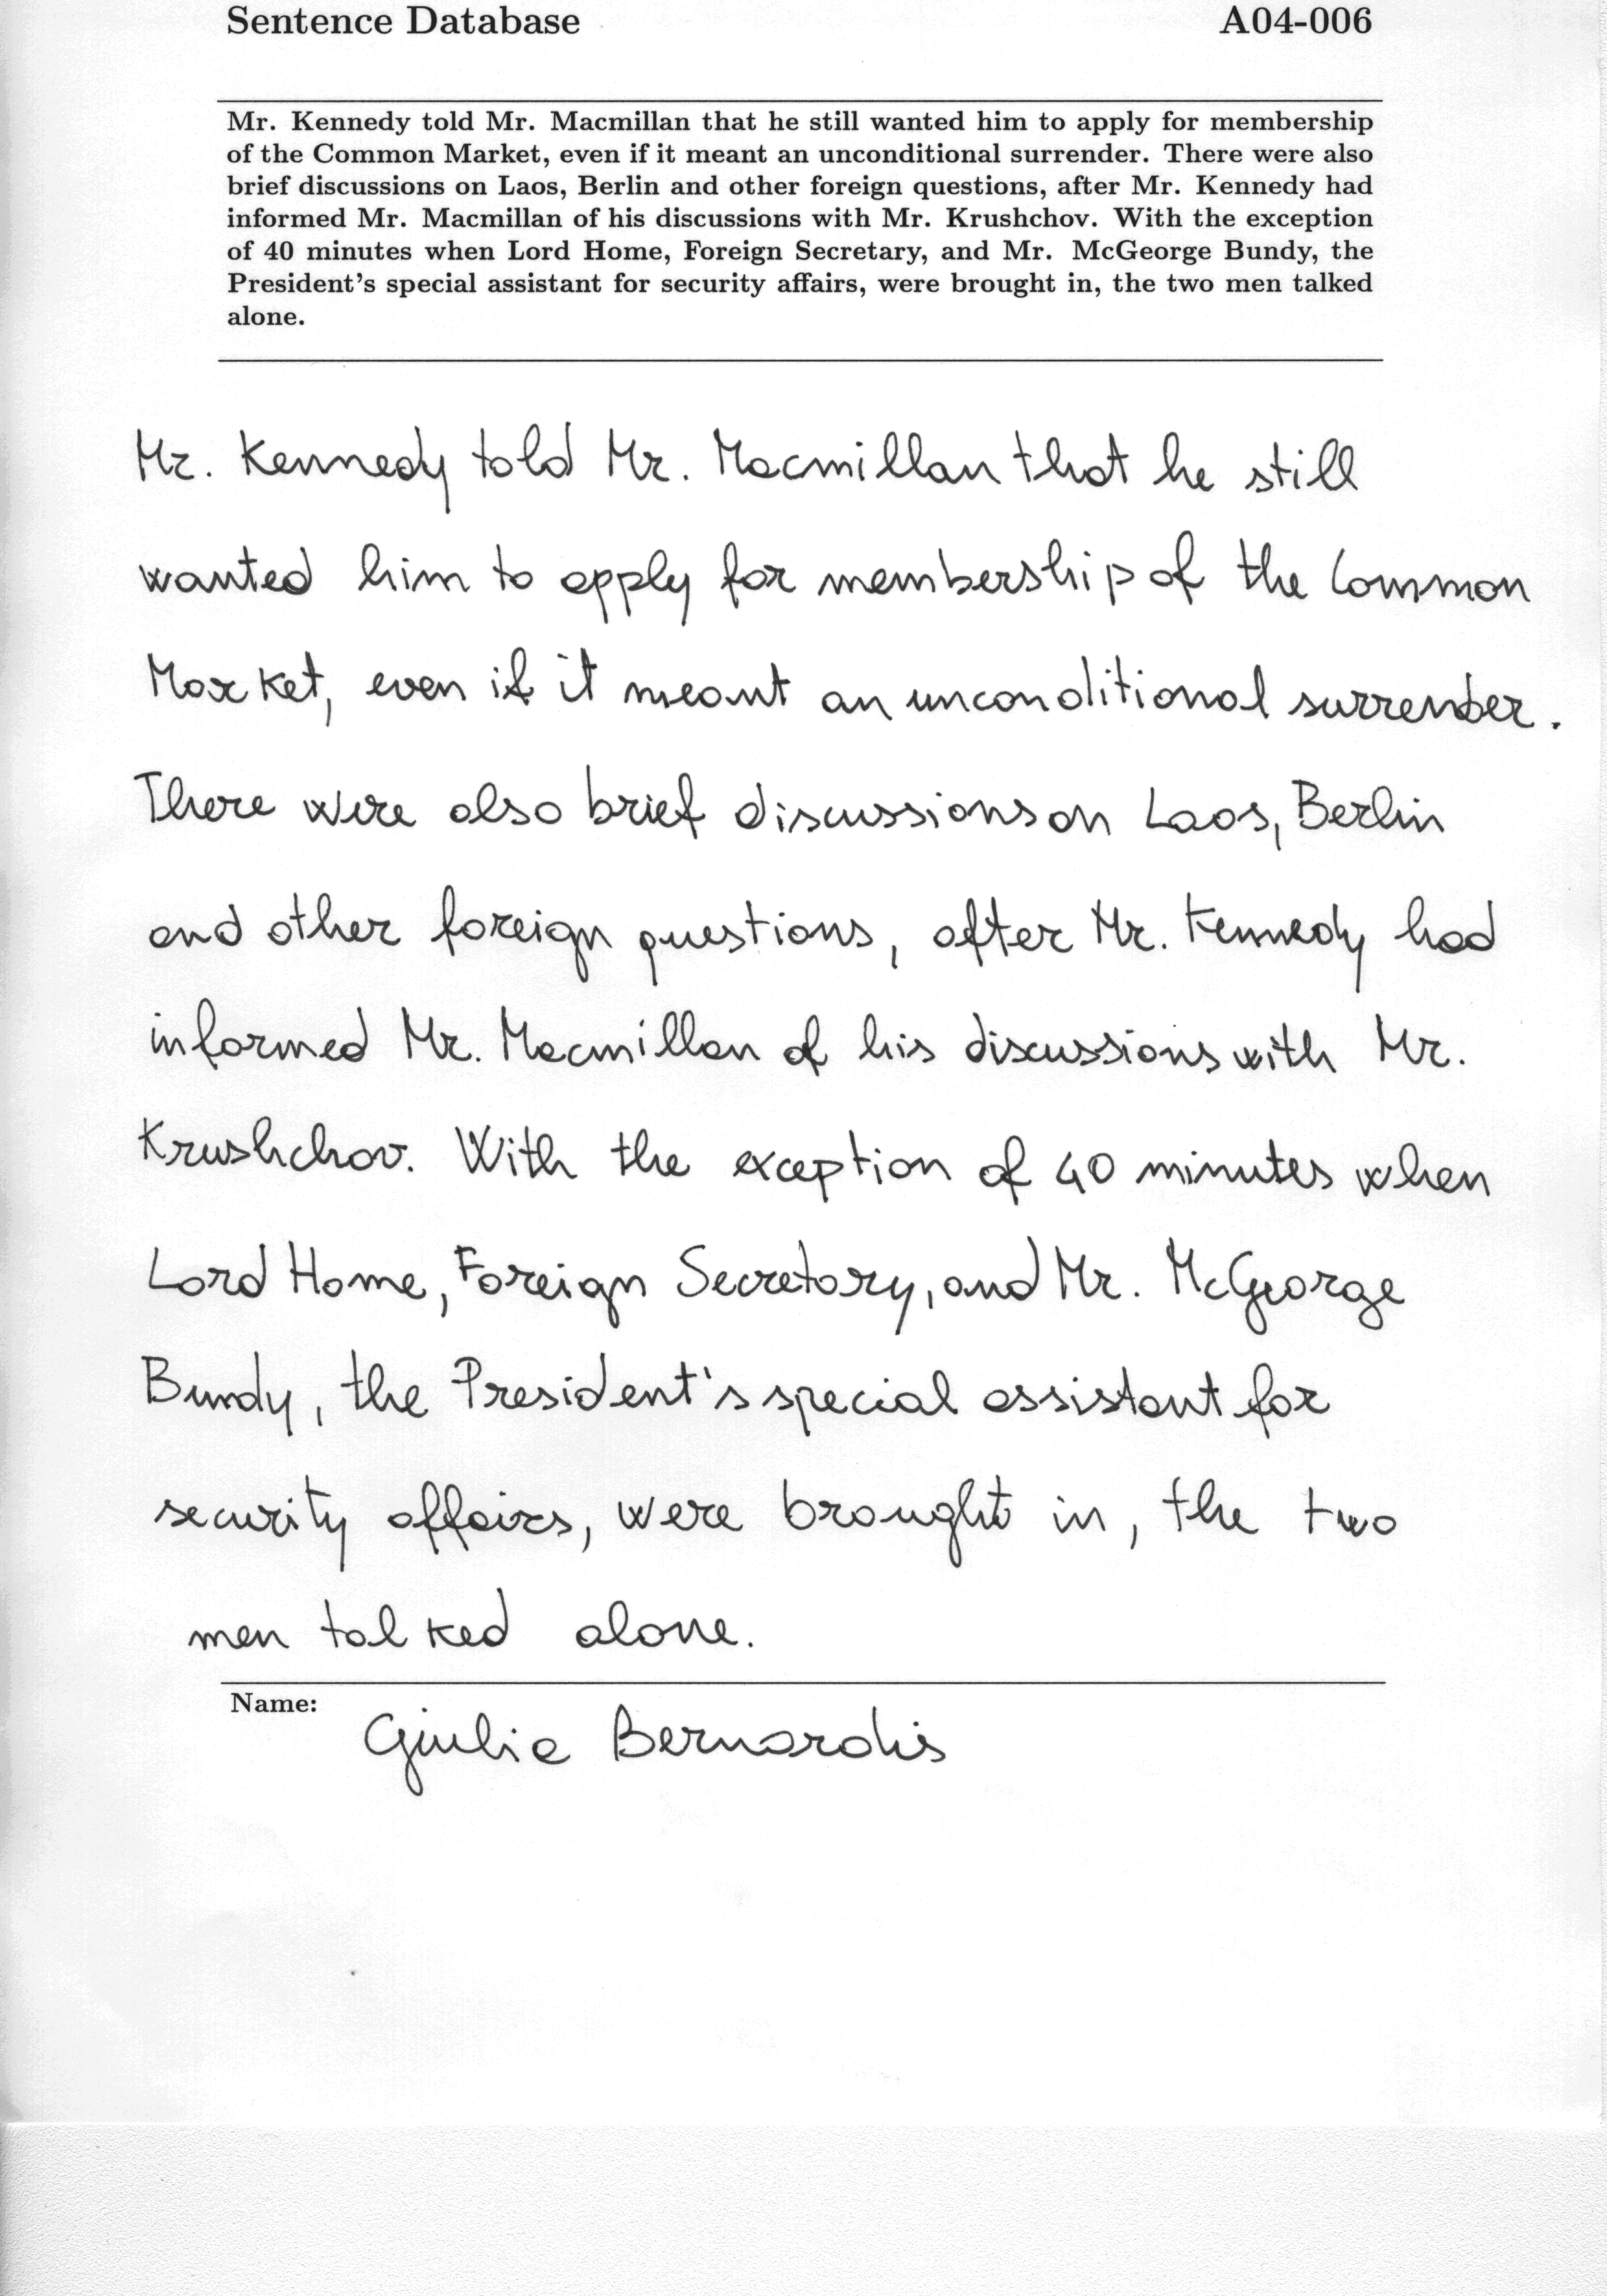 Sentence Database A04-006
Mr. Kennedy told Mr. Macmillan that he still wanted him to apply for membership
of the Common Market, even if it meant an unconditional surrender. There were also
brief discussions on Laos, Berlin and other foreign questions, after Mr. Kennedy had
informed Mr. Macmillan of his discussions with Mr. Krushchov. With the exception
of 40 minutes when Lord Home, Foreign Secretary, and Mr. McGeorge Bundy, the
President's special assistant for security affairs, were brought in, the two men talked
alone.
Mr. Kennedy told Mr. Macmillan that he still
wanted him to apply for membership of the Common
Market, even if it meant an unconditional surrender.
There were also brief discussions on Laos, Berlin
and other foreign questions, after Mr. Kennedy had
informed Mr. Macmillan of his discussions with Mr.
Krushchov. With the exception of 40 minutes when
Lord Home, Foreign Secretary, and Mr. McGeorge
Bundy, the President's special assistant for
security affairs, were brought in, the two
men talked alone.
Name: Giulia Bernardis